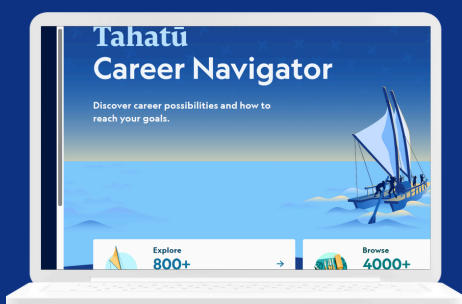 Tahatū
Career Navigator
Discover career possibilities and how to
reach your goals.
Explore
800+
→
Browse
4000+